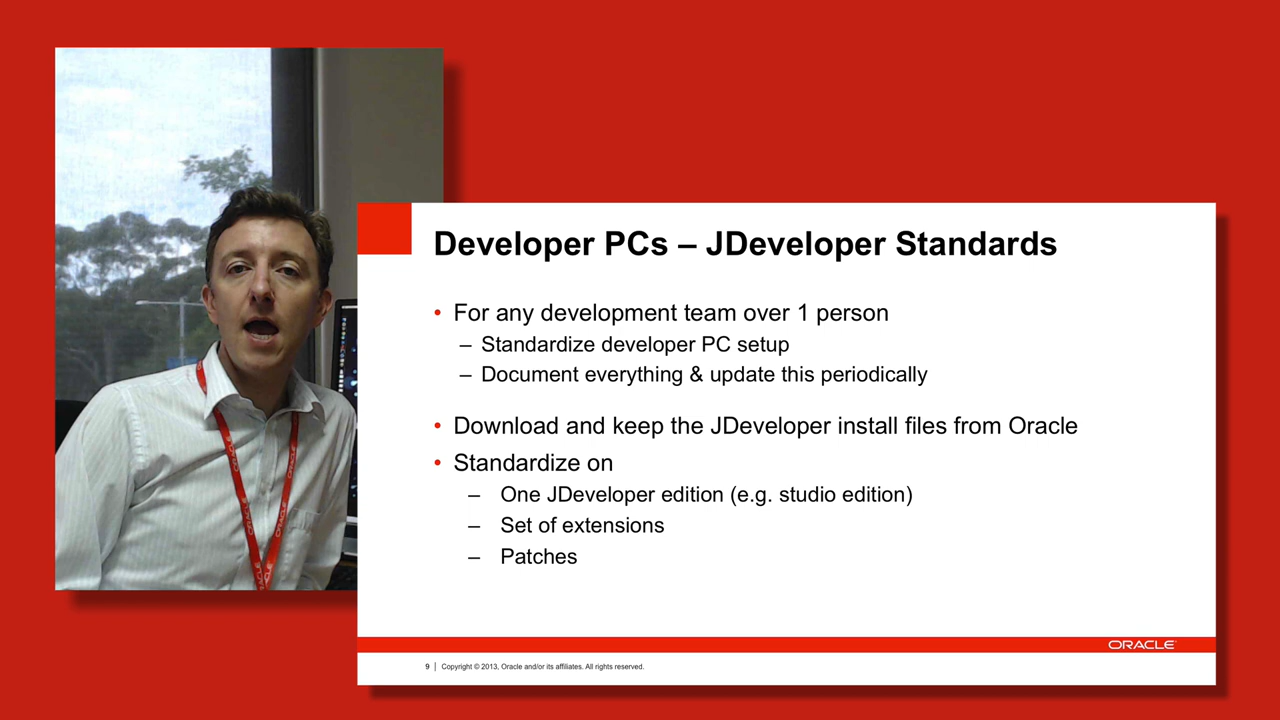 Developer PCs – JDeveloper Standards
• For any development team over 1 person
– Standardize developer PC setup
– Document everything & update this periodically
• Download and keep the JDeveloper install files from Oracle
• Standardize on
– One JDeveloper edition (e.g. studio edition)
– Set of extensions
– Patches
ORACLE
9 | Copyright © 2013, Oracle and/or its affiliates. All rights reserved.